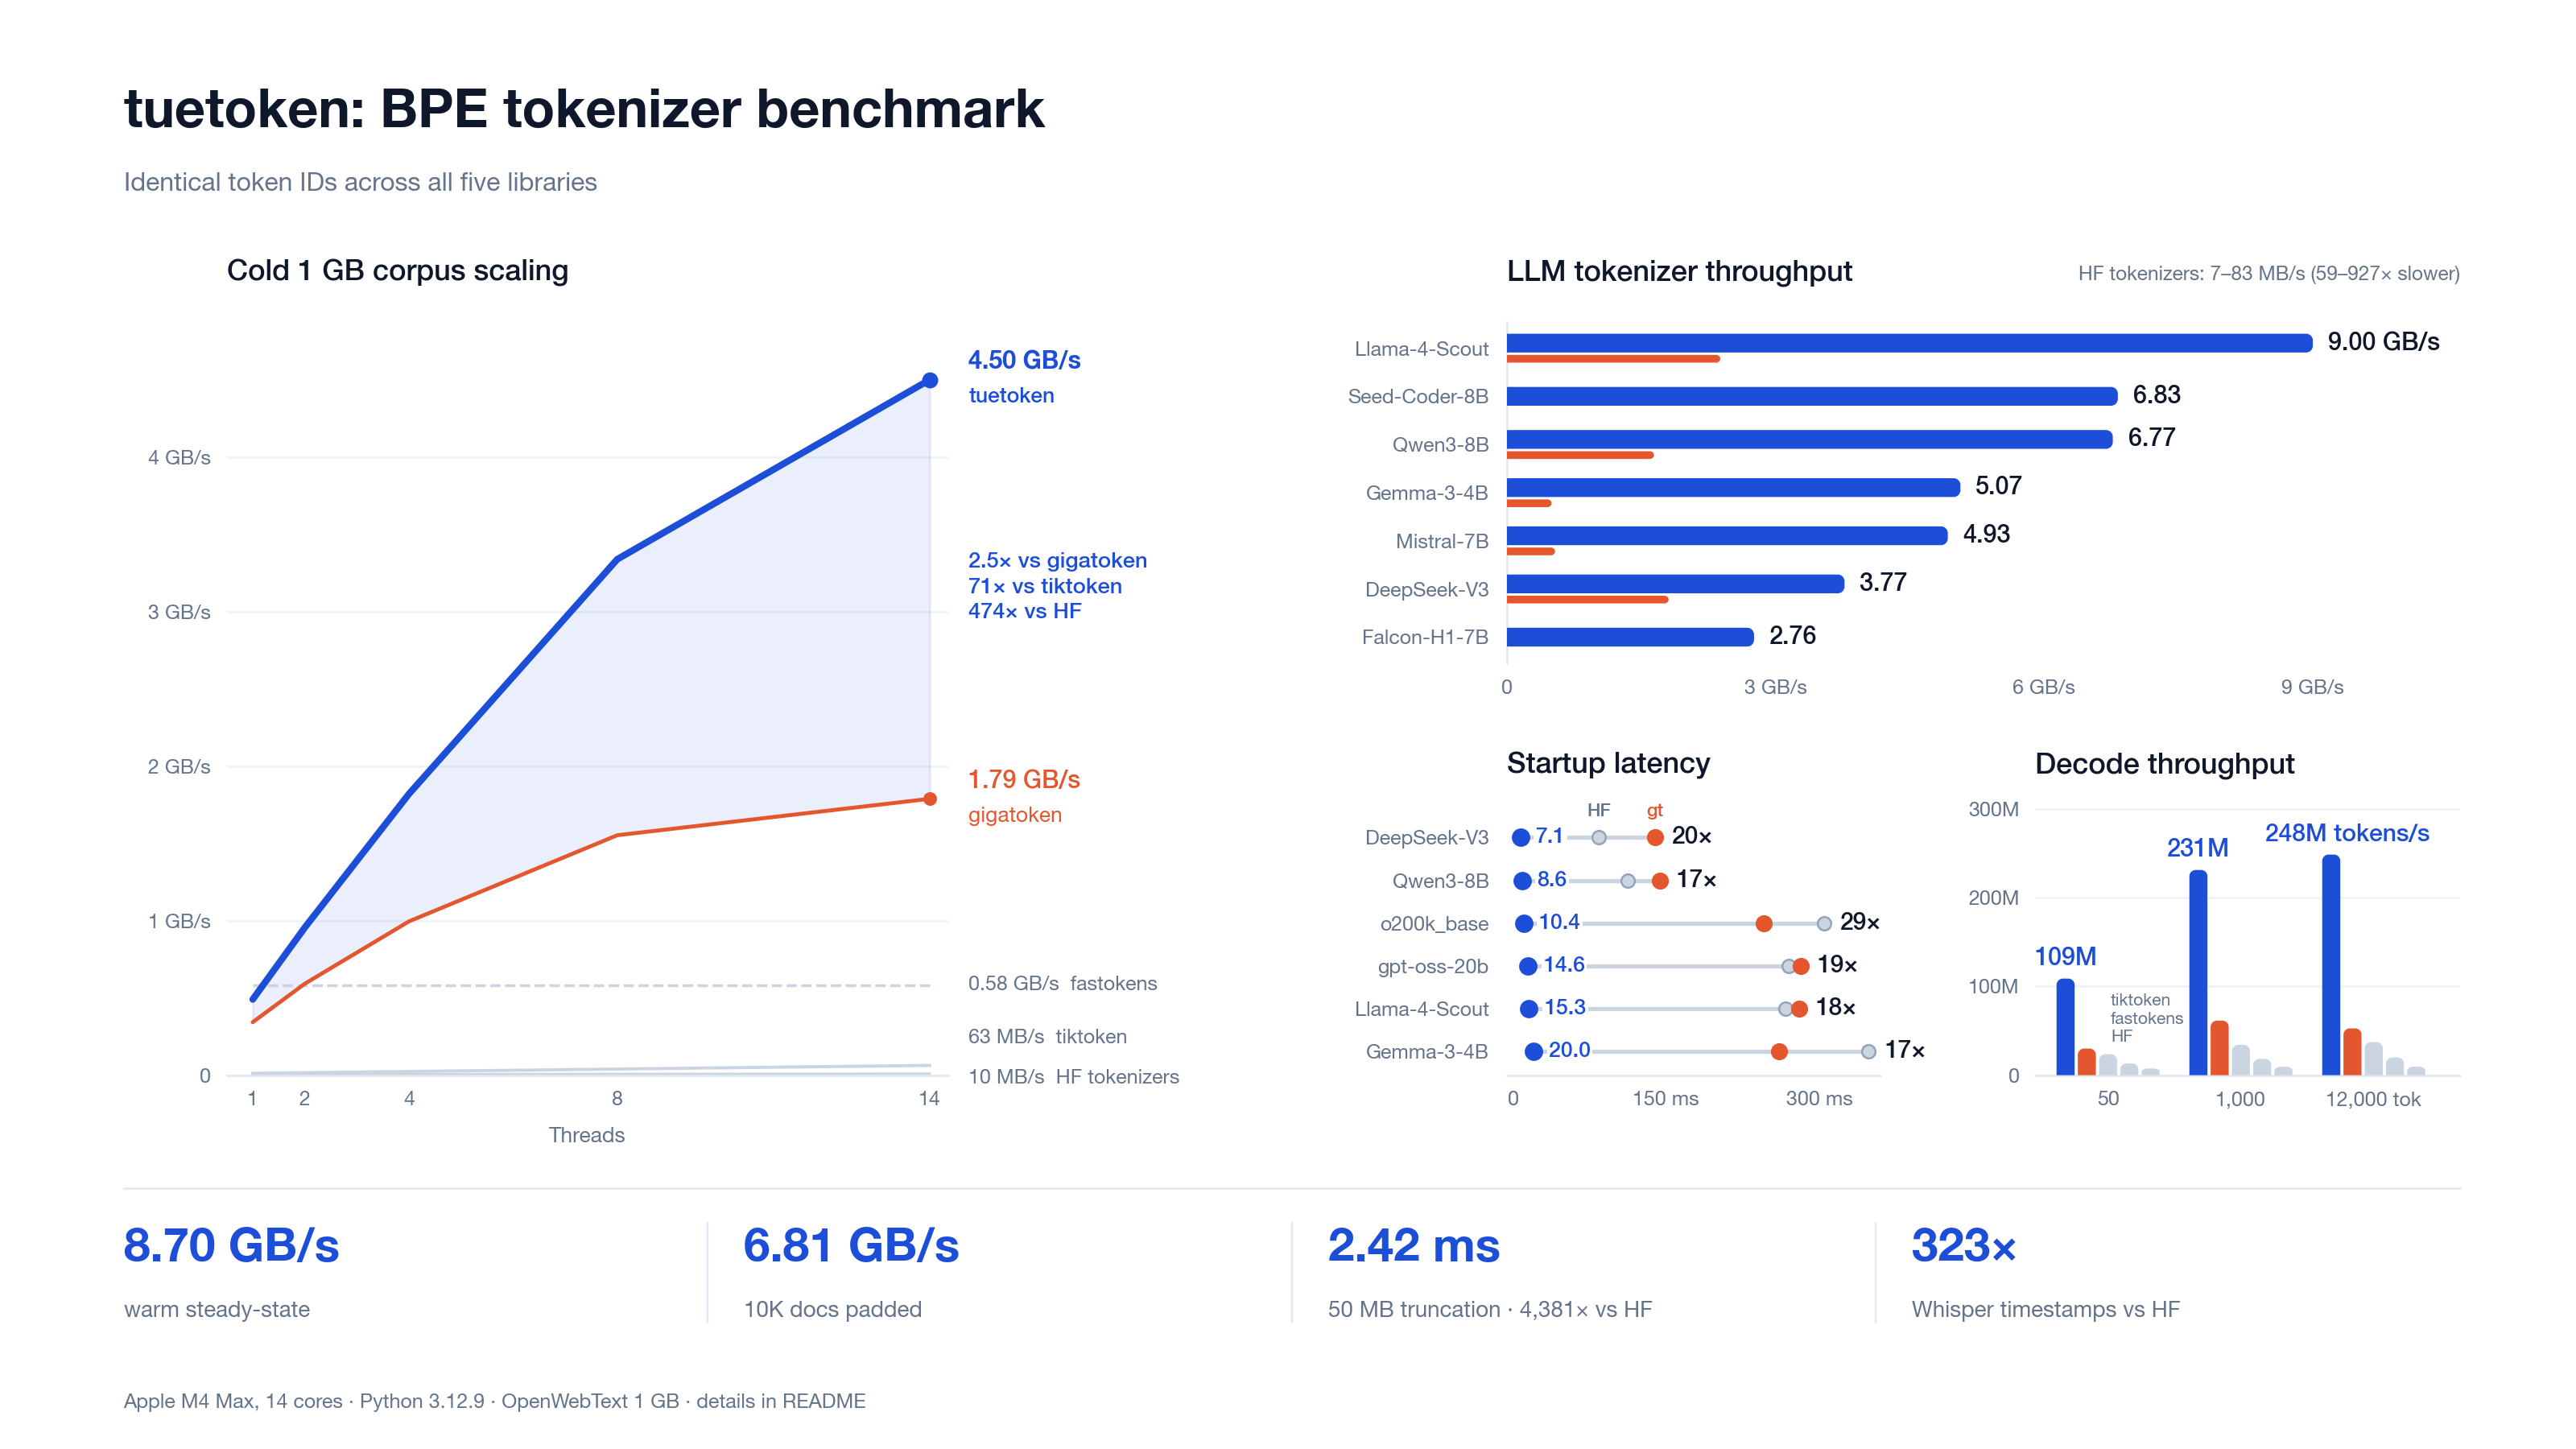 tuetoken: BPE tokenizer benchmark
Identical token IDs across all five libraries
Cold 1 GB corpus scaling
4.50 GB/s
tuetoken
4 GB/s
2.5× vs gigatoken
71× vs tiktoken
474× vs HF
3 GB/s
2 GB/s
1.79 GB/s
gigatoken
1 GB/s
0.58 GB/s fastokens
63 MB/s tiktoken
10 MB/s HF tokenizers
0
1 2 4 8 14
Threads
LLM tokenizer throughput
HF tokenizers: 7–83 MB/s (59–927× slower)
Llama-4-Scout 9.00 GB/s
Seed-Coder-8B 6.83
Qwen3-8B 6.77
Gemma-3-4B 5.07
Mistral-7B 4.93
DeepSeek-V3 3.77
Falcon-H1-7B 2.76
0 3 GB/s 6 GB/s 9 GB/s
Startup latency
HF gt
DeepSeek-V3 7.1 20×
Qwen3-8B 8.6 17×
o200k_base 10.4 29×
gpt-oss-20b 14.6 19×
Llama-4-Scout 15.3 18×
Gemma-3-4B 20.0 17×
0 150 ms 300 ms
Decode throughput
300M
248M tokens/s
231M
200M
109M
100M
tiktoken
fastokens
HF
0
50 1,000 12,000 tok
8.70 GB/s
warm steady-state
6.81 GB/s
10K docs padded
2.42 ms
50 MB truncation · 4,381× vs HF
323×
Whisper timestamps vs HF
Apple M4 Max, 14 cores · Python 3.12.9 · OpenWebText 1 GB · details in README